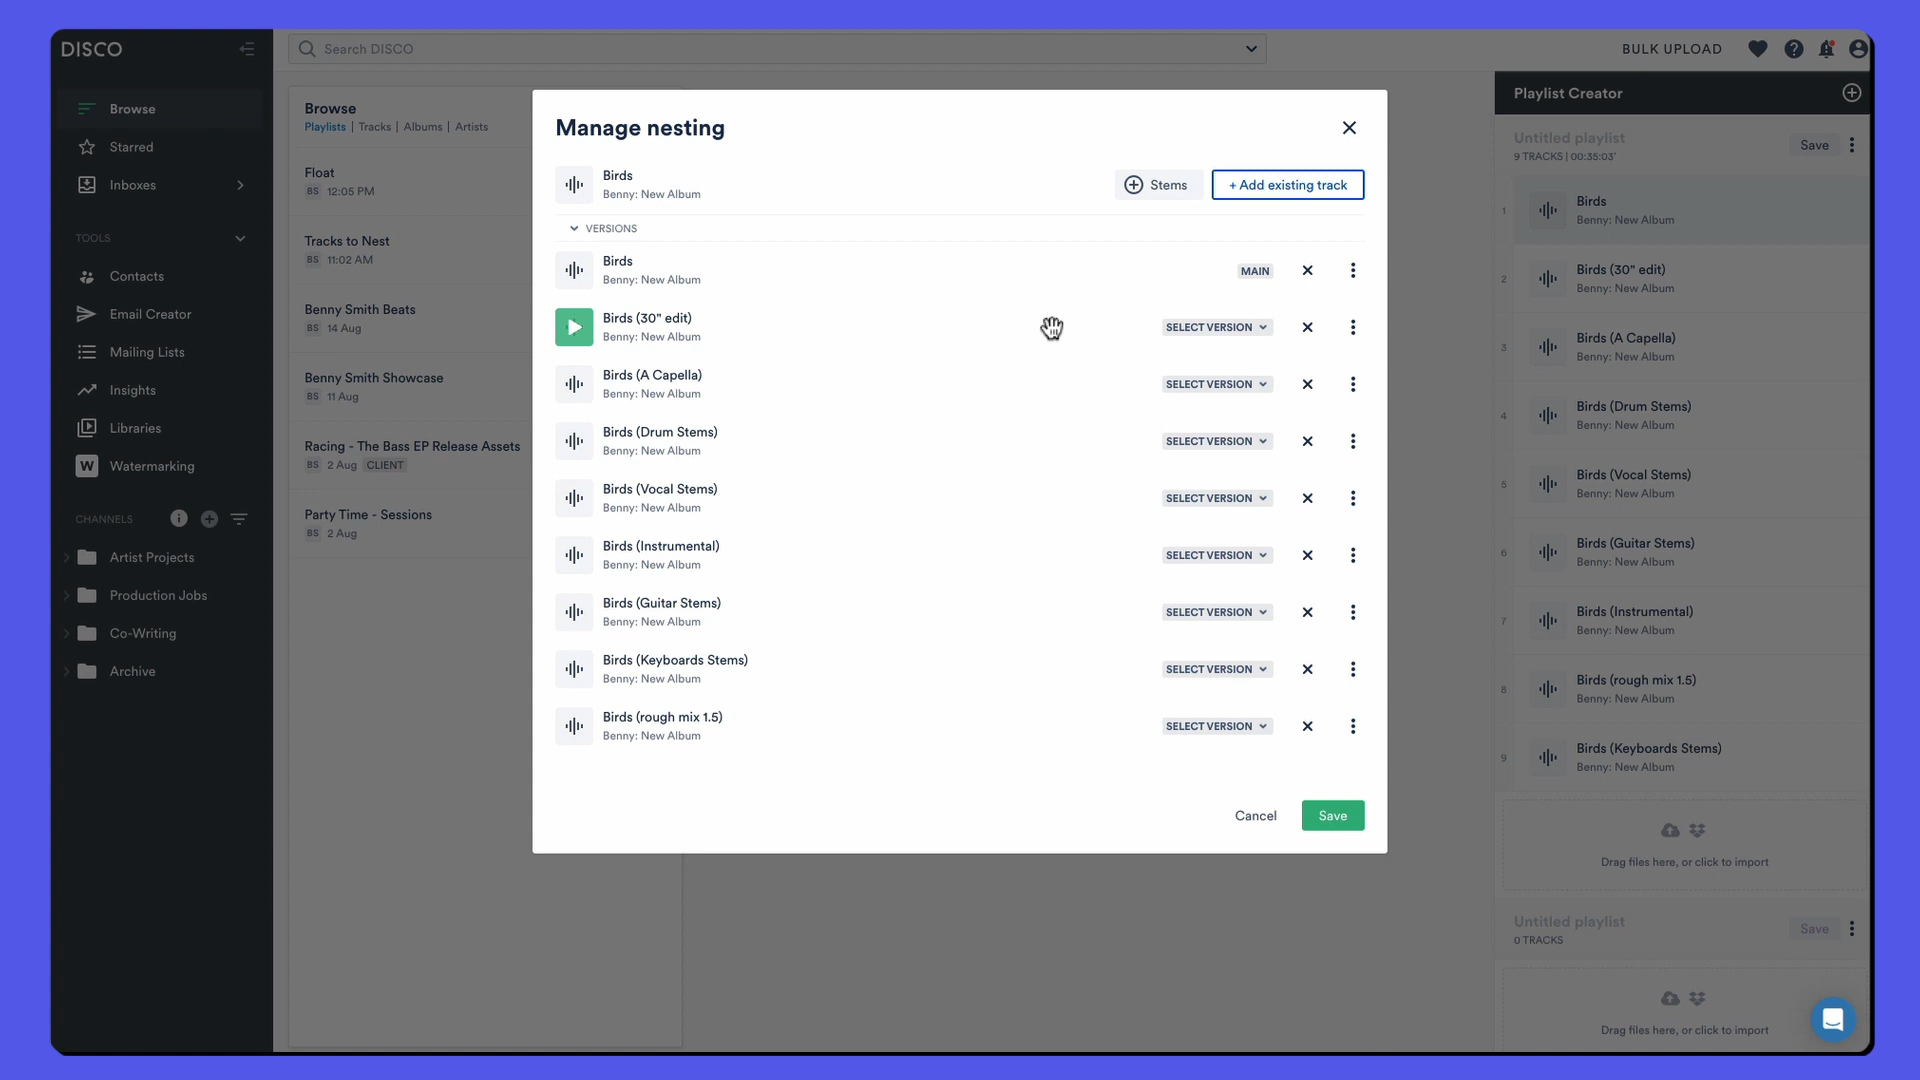 DISCO
Search DISCO
BULK UPLOAD
Browse
Starred
Inboxes
TOOLS
Contacts
Email Creator
Mailing Lists
Insights
Libraries
W Watermarking
CHANNELS
Artist Projects
Production Jobs
Co-Writing
Archive
Browse
Playlists | Tracks | Albums | Artists
Float
BS 12:05 PM
Tracks to Nest
BS 11:02 AM
Benny Smith Beats
BS 14 Aug
Benny Smith Showcase
BS 11 Aug
Racing - The Bass EP Release Assets
BS 2 Aug CLIENT
Party Time - Sessions
BS 2 Aug
Manage nesting
Birds
Benny: New Album
Stems
+ Add existing track
VERSIONS
Birds
Benny: New Album
MAIN
Birds (30" edit)
Benny: New Album
SELECT VERSION
Birds (A Capella)
Benny: New Album
SELECT VERSION
Birds (Drum Stems)
Benny: New Album
SELECT VERSION
Birds (Vocal Stems)
Benny: New Album
SELECT VERSION
Birds (Instrumental)
Benny: New Album
SELECT VERSION
Birds (Guitar Stems)
Benny: New Album
SELECT VERSION
Birds (Keyboards Stems)
Benny: New Album
SELECT VERSION
Birds (rough mix 1.5)
Benny: New Album
SELECT VERSION
Cancel
Save
Playlist Creator
Untitled playlist
9 TRACKS | 00:35:03'
Save
1
Birds
Benny: New Album
2
Birds (30" edit)
Benny: New Album
3
Birds (A Capella)
Benny: New Album
4
Birds (Drum Stems)
Benny: New Album
5
Birds (Vocal Stems)
Benny: New Album
6
Birds (Guitar Stems)
Benny: New Album
7
Birds (Instrumental)
Benny: New Album
8
Birds (rough mix 1.5)
Benny: New Album
9
Birds (Keyboards Stems)
Benny: New Album
Drag files here, or click to import
Untitled playlist
0 TRACKS
Save
Drag files here, or click to import